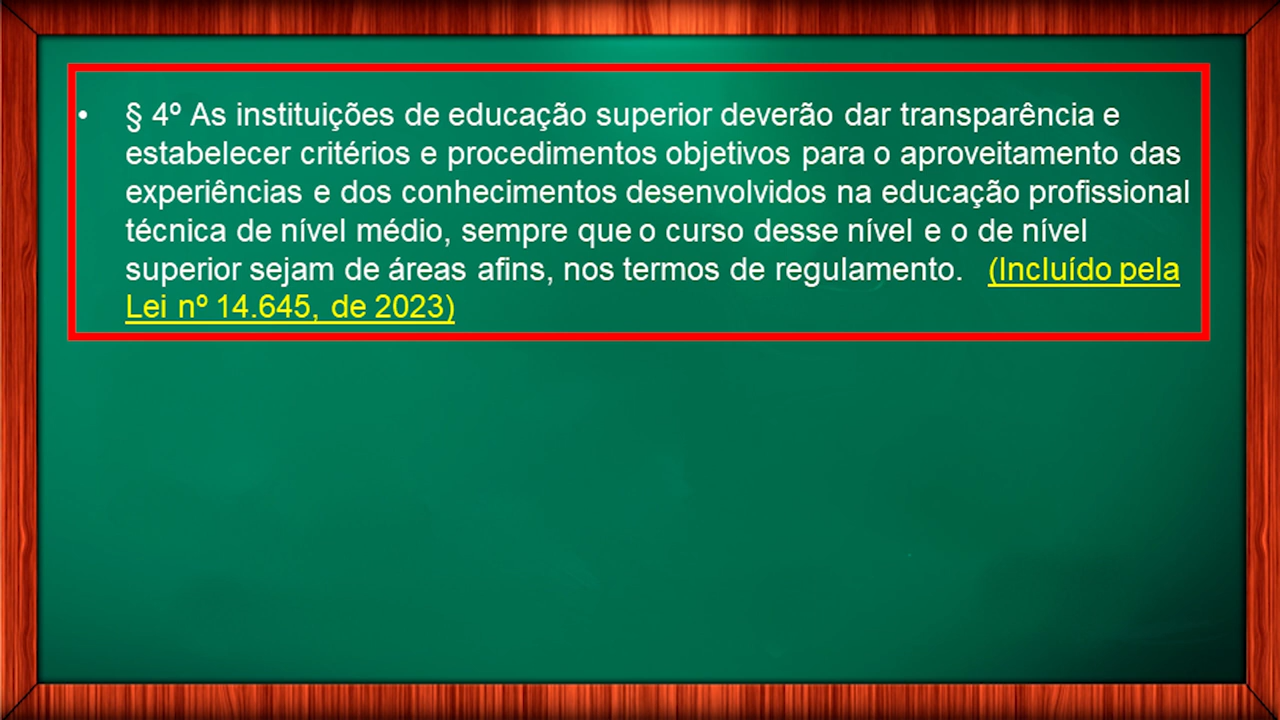 • § 4º As instituições de educação superior deverão dar transparência e
estabelecer critérios e procedimentos objetivos para o aproveitamento das
experiências e dos conhecimentos desenvolvidos na educação profissional
técnica de nível médio, sempre que o curso desse nível e o de nível
superior sejam de áreas afins, nos termos de regulamento. (Incluído pela
Lei nº 14.645, de 2023)